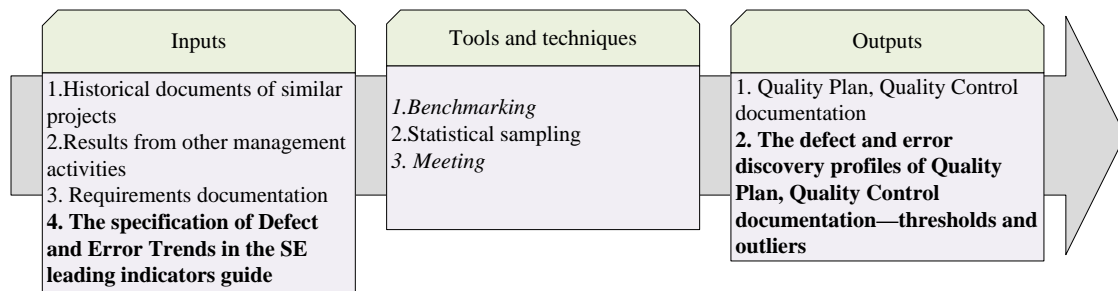 Inputs
1.Historical documents of similar
projects
2.Results from other management
activities
3. Requirements documentation
4. The specification of Defect
and Error Trends in the SE
leading indicators guide
Tools and techniques
1.Benchmarking
2.Statistical sampling
3. Meeting
Outputs
1. Quality Plan, Quality Control
documentation
2. The defect and error
discovery profiles of Quality
Plan, Quality Control
documentation—thresholds and
outliers